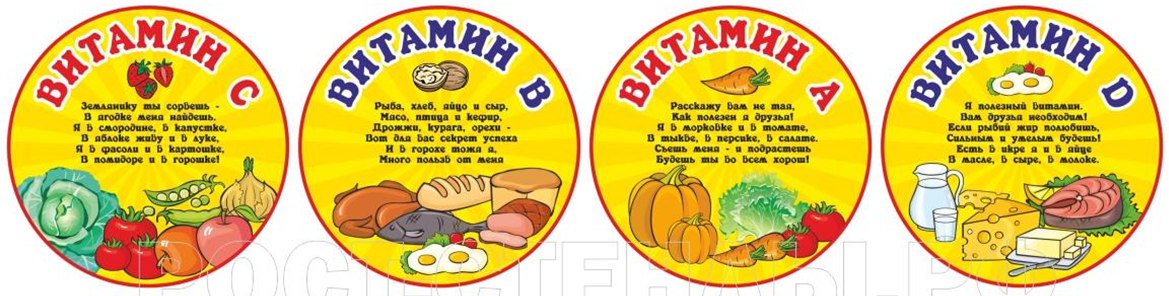 ВИТАМИН С
Землянику ты сорвешь -
В ягодке меня найдешь.
Я в смородине, в капустке,
В яблоке живу и в луке,
Я в фасоли и в картошке,
В помидоре и в горошке!
ВИТАМИН В
Рыба, хлеб, яйцо и сыр,
Мясо, птица и кефир,
Дрожжи, курага, орехи -
Вот для вас секрет успеха
И в горохе тоже я,
Много пользы от меня
ВИТАМИН А
Расскажу вам не тая,
Как полезен я друзья!
Я в морковке и в томате,
В тыкве, в персике, в салате.
Съешь меня - и подрастешь
Будешь ты во всем хорош!
ВИТАМИН D
Я полезный витамин.
Вам друзья необходим!
Если рыбий жир полюбишь,
Сильным и умелым будешь!
Есть в икре я и в яйце
В масле, в сыре, в молоке.
РОСТСТЕНДЫ.РФ